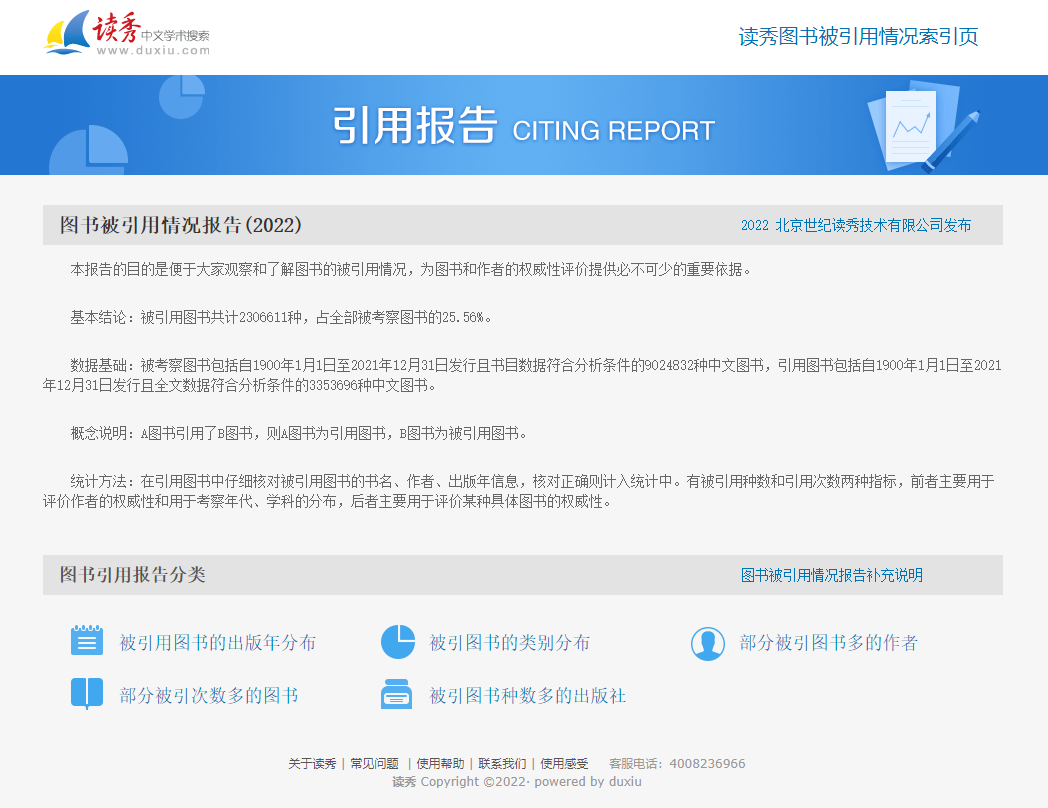 读秀中文学术搜索
www.duxiu.com
读秀图书被引用情况索引页
引用报告 CITING REPORT
图书被引用情况报告(2022)
2022 北京世纪读秀技术有限公司发布
本报告的目的是便于大家观察和了解图书的被引用情况，为图书和作者的权威性评价提供必不可少的重要依据。
基本结论：被引用图书共计2306611种，占全部被考察图书的25.56%。
数据基础：被考察图书包括自1900年1月1日至2021年12月31日发行且书目数据符合分析条件的9024832种中文图书，引用图书包括自1900年1月1日至2021
年12月31日发行且全文数据符合分析条件的3353696种中文图书。
概念说明：A图书引用了B图书，则A图书为引用图书，B图书为被引用图书。
统计方法：在引用图书中仔细核对被引用图书的书名、作者、出版年信息，核对正确则计入统计中。有被引用种数和引用次数两种指标，前者主要用于
评价作者的权威性和用于考察年代、学科的分布，后者主要用于评价某种具体图书的权威性。
图书引用报告分类
图书被引用情况报告补充说明
被引用图书的出版年分布
被引图书的类别分布
部分被引图书多的作者
部分被引次数多的图书
被引图书种数多的出版社
关于读秀 | 常见问题 | 使用帮助 | 联系我们 | 使用感受 客服电话：4008236966
读秀 Copyright ©2022· powered by duxiu